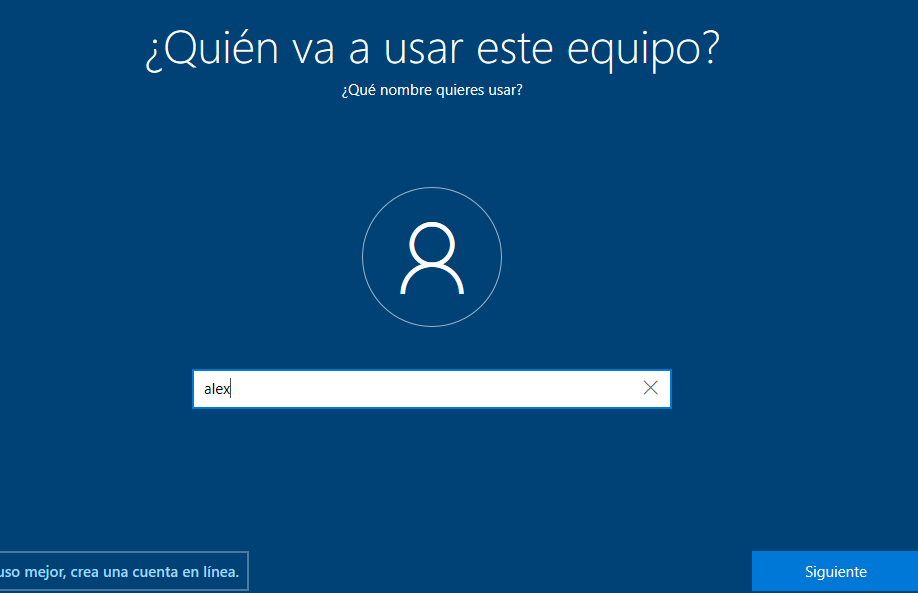 ¿Quién va a usar este equipo?
¿Qué nombre quieres usar?
alex
uso mejor, crea una cuenta en línea.
Siguiente